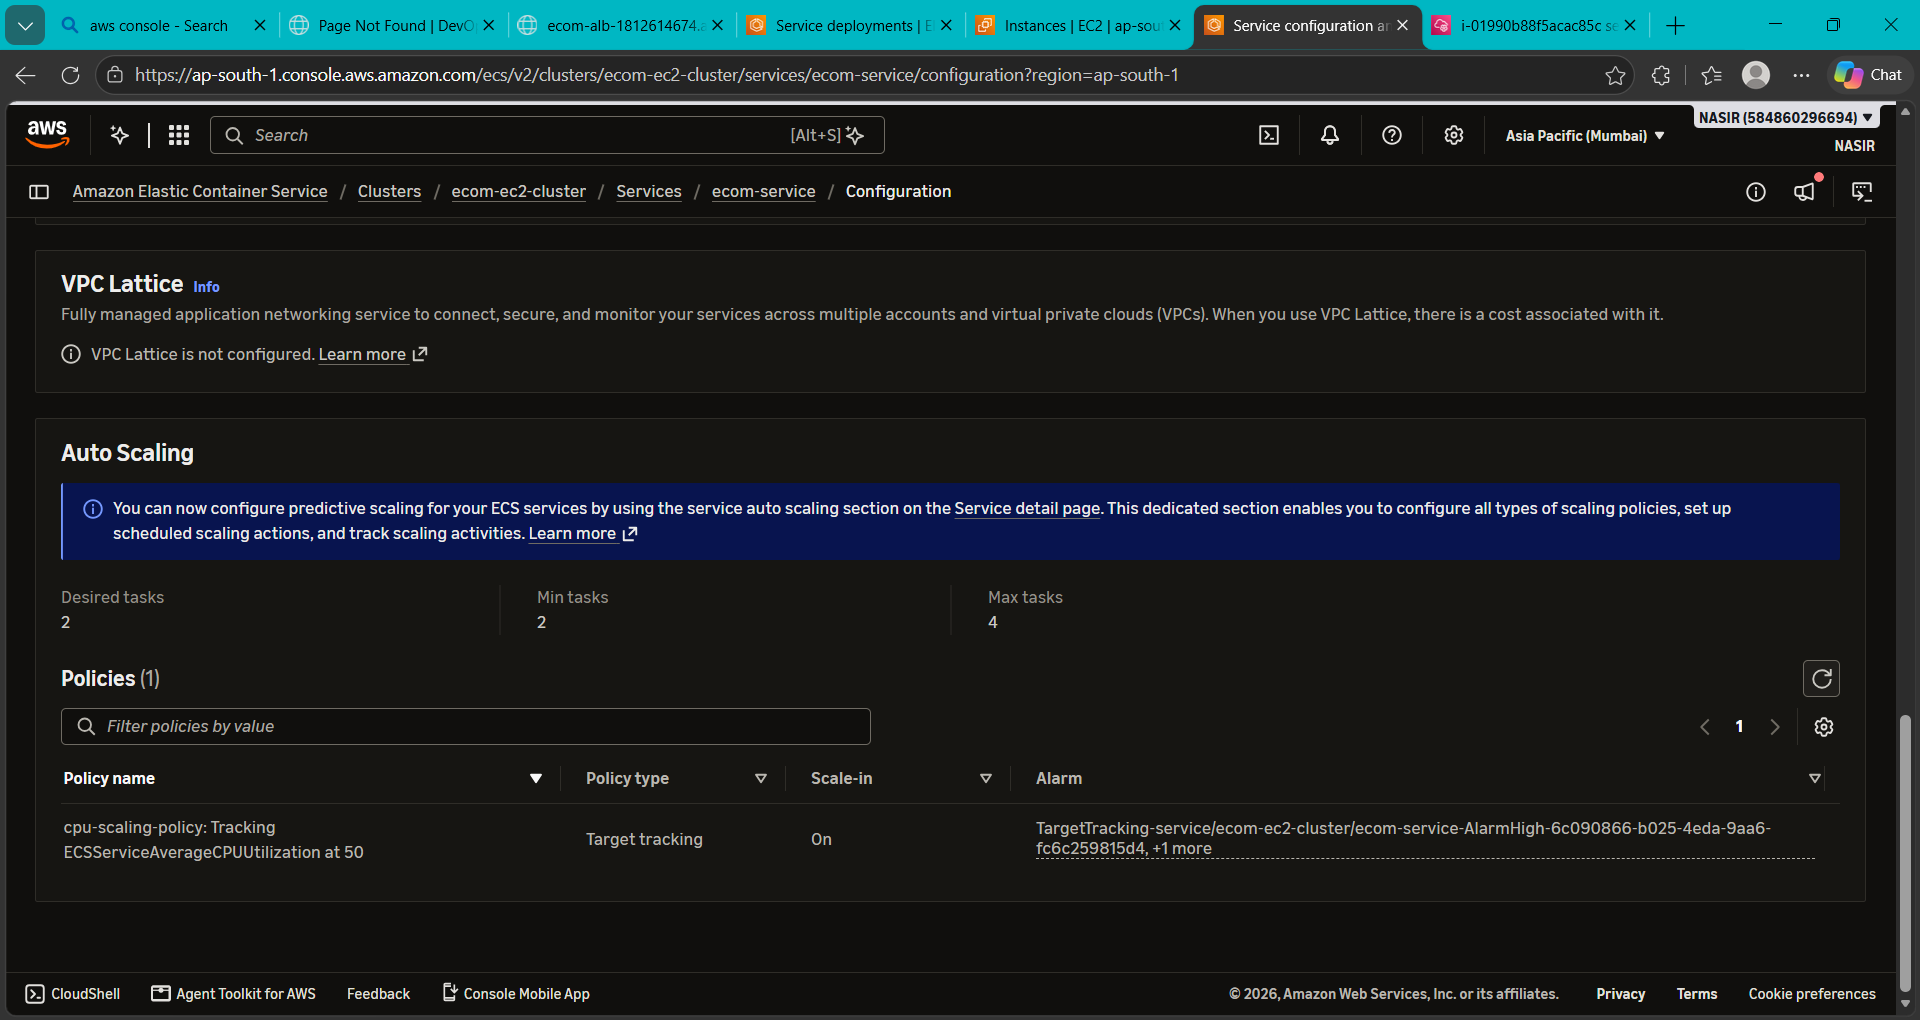 aws console - Search
Page Not Found | DevO
ecom-alb-1812614674.a
Service deployments | E
Instances | EC2 | ap-sou
Service configuration a
i-01990b88f5acac85c se
https://ap-south-1.console.aws.amazon.com/ecs/v2/clusters/ecom-ec2-cluster/services/ecom-service/configuration?region=ap-south-1
Chat
aws
Search
[Alt+S]
Asia Pacific (Mumbai)
NASIR (584860296694)
NASIR
Amazon Elastic Container Service / Clusters / ecom-ec2-cluster / Services / ecom-service / Configuration
VPC Lattice Info
Fully managed application networking service to connect, secure, and monitor your services across multiple accounts and virtual private clouds (VPCs). When you use VPC Lattice, there is a cost associated with it.
VPC Lattice is not configured. Learn more
Auto Scaling
You can now configure predictive scaling for your ECS services by using the service auto scaling section on the Service detail page. This dedicated section enables you to configure all types of scaling policies, set up
scheduled scaling actions, and track scaling activities. Learn more
Desired tasks
2
Min tasks
2
Max tasks
4
Policies (1)
Filter policies by value
1
Policy name
Policy type
Scale-in
Alarm
cpu-scaling-policy: Tracking
ECSServiceAverageCPUUtilization at 50
Target tracking
On
TargetTracking-service/ecom-ec2-cluster/ecom-service-AlarmHigh-6c090866-b025-4eda-9aa6-
fc6c259815d4, +1 more
CloudShell
Agent Toolkit for AWS
Feedback
Console Mobile App
© 2026, Amazon Web Services, Inc. or its affiliates.
Privacy
Terms
Cookie preferences